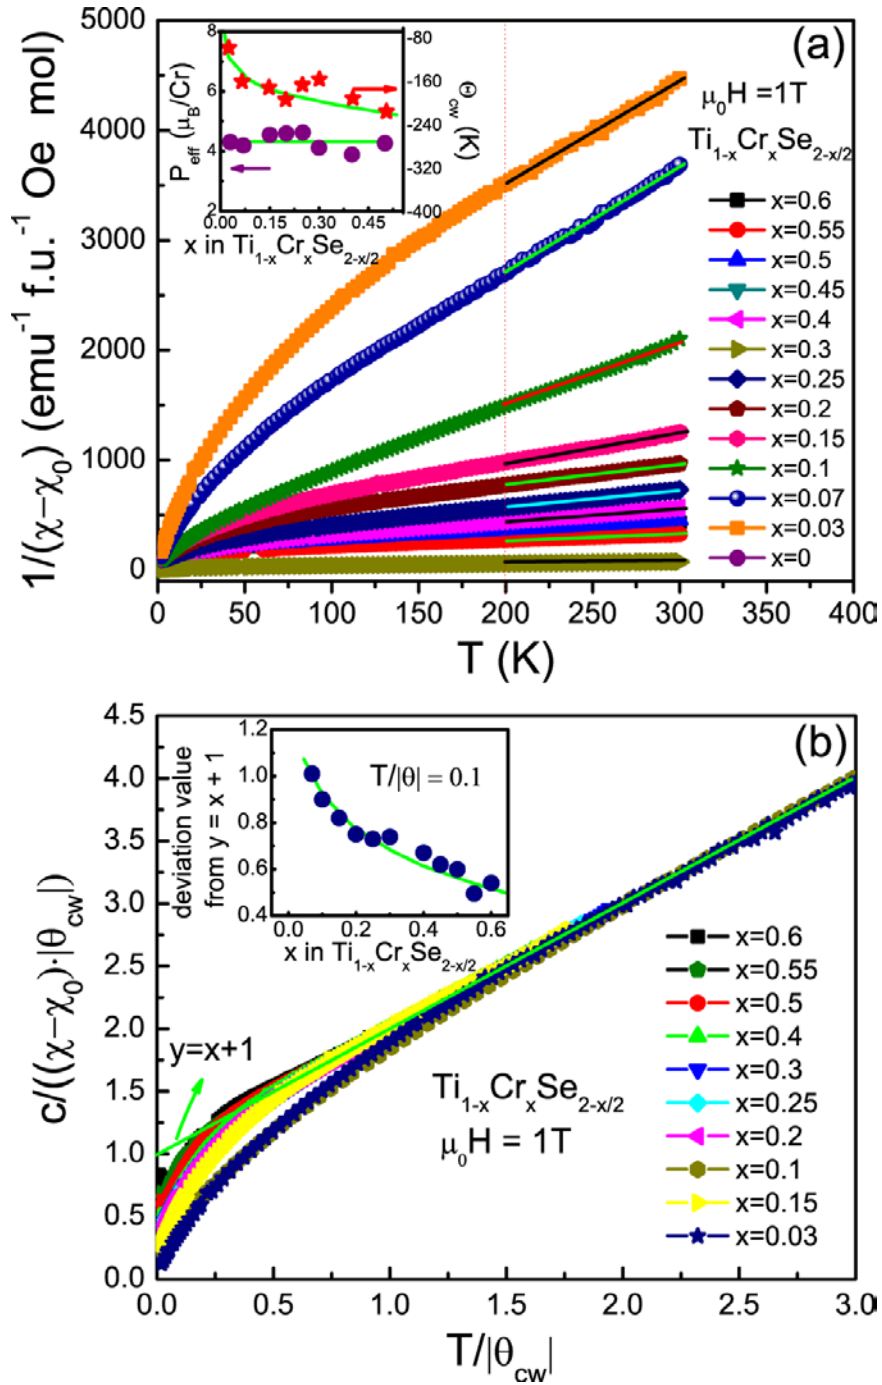 (a)
μ₀H =1T
Ti₁₋ₓCrₓSe₂₋ₓ/₂
x=0.6
x=0.55
x=0.5
x=0.45
x=0.4
x=0.3
x=0.25
x=0.2
x=0.15
x=0.1
x=0.07
x=0.03
x=0
1/(χ−χ₀) (emu⁻¹ f.u.⁻¹ Oe mol)
5000
4000
3000
2000
1000
0
0 50 100 150 200 250 300 350 400
T (K)
P_eff (μ_B/Cr)
8
6
4
2
-80
-160
-240
-320
-400
Θ_cw (K)
0.00 0.15 0.30 0.45
x in Ti₁₋ₓCrₓSe₂₋ₓ/₂
(b)
c/((χ−χ₀)·|θ_cw|)
4.5
4.0
3.5
3.0
2.5
2.0
1.5
1.0
0.5
0.0
0.0 0.5 1.0 1.5 2.0 2.5 3.0
T/|θ_cw|
deviation value
from y = x + 1
1.2
1.0
0.8
0.6
0.4
T/|θ| = 0.1
0.0 0.2 0.4 0.6
x in Ti₁₋ₓCrₓSe₂₋ₓ/₂
y=x+1
Ti₁₋ₓCrₓSe₂₋ₓ/₂
μ₀H = 1T
x=0.6
x=0.55
x=0.5
x=0.4
x=0.3
x=0.25
x=0.2
x=0.1
x=0.15
x=0.03